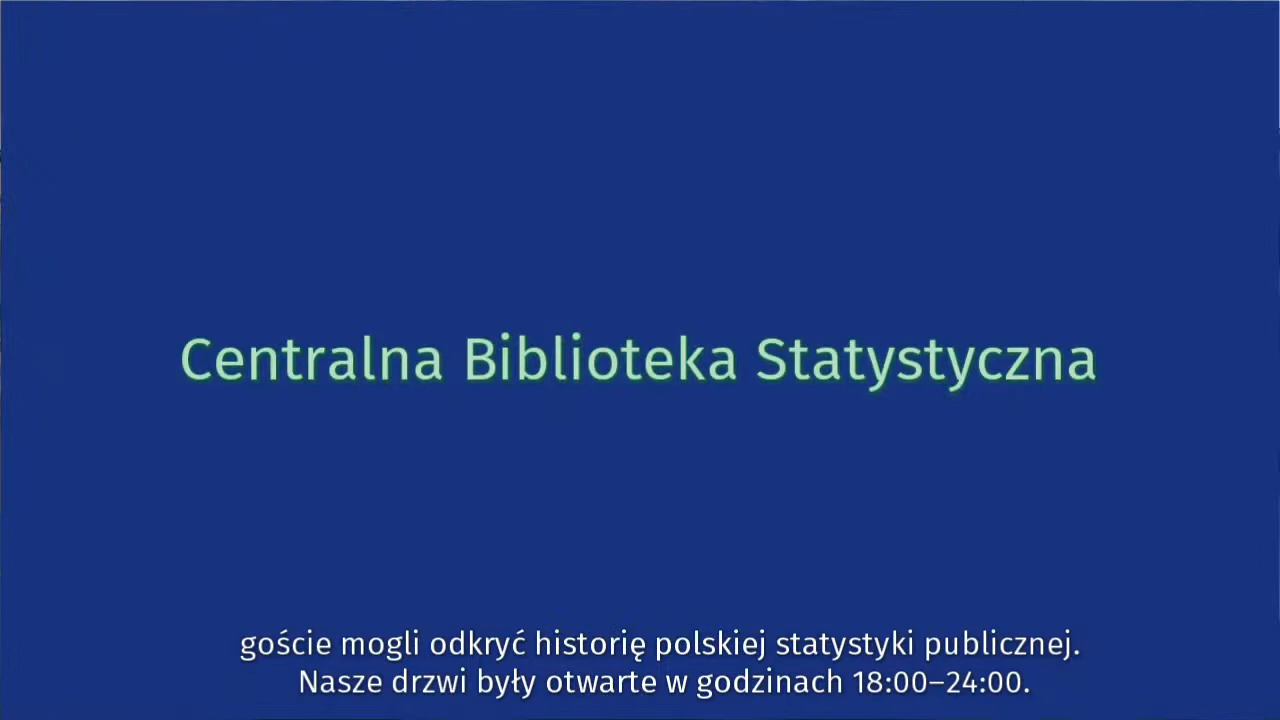 Centralna Biblioteka Statystyczna
goście mogli odkryć historię polskiej statystyki publicznej.
Nasze drzwi były otwarte w godzinach 18:00–24:00.